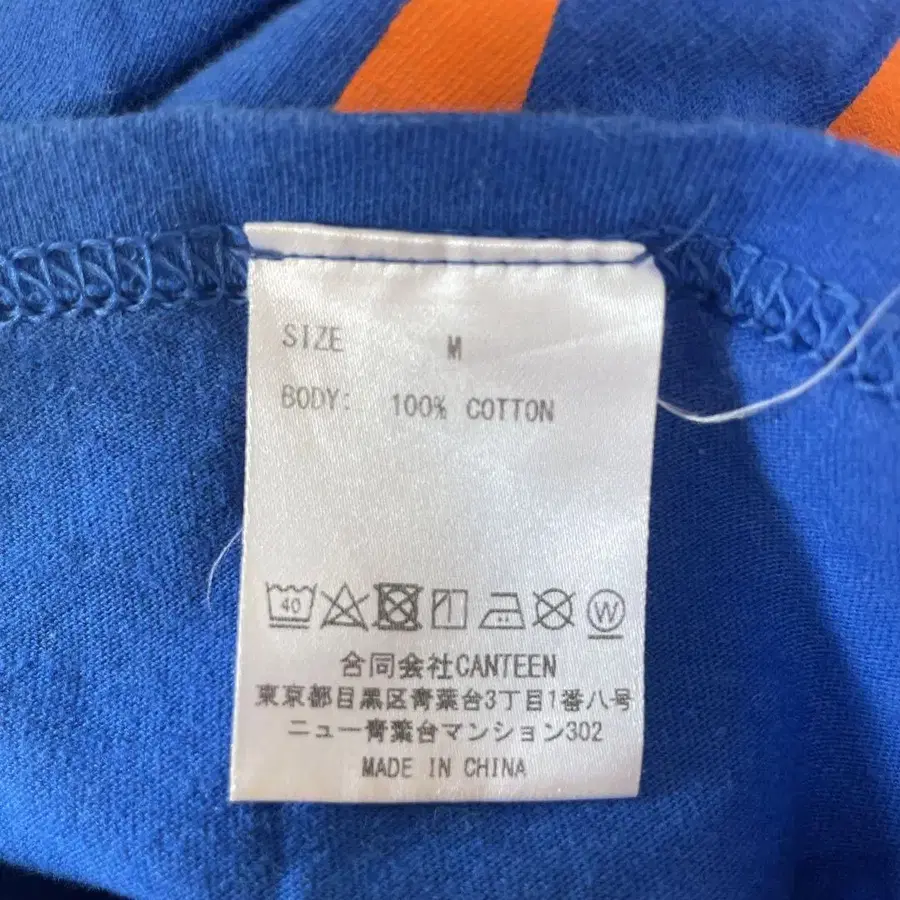 SIZE M
BODY: 100% COTTON
40 W
合同会社CANTEEN
東京都目黒区青葉台3丁目1番八号
ニュー青葉台マンション302
MADE IN CHINA